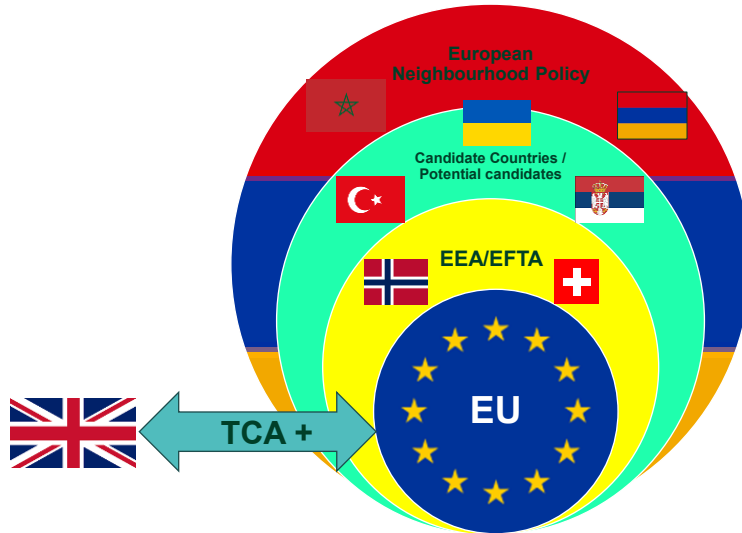 European
Neighbourhood Policy
Candidate Countries /
Potential candidates
EEA/EFTA
EU
TCA +